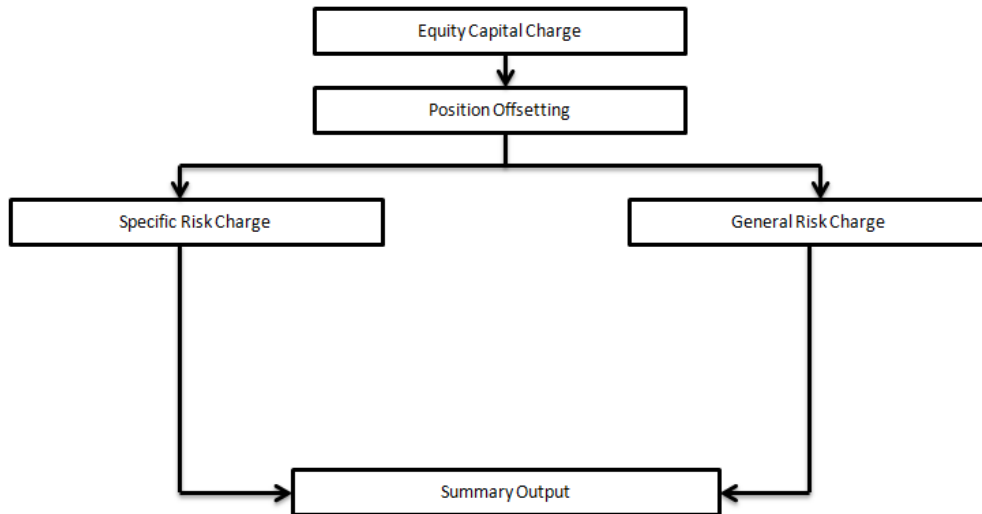 Equity Capital Charge
Position Offsetting
Specific Risk Charge
General Risk Charge
Summary Output